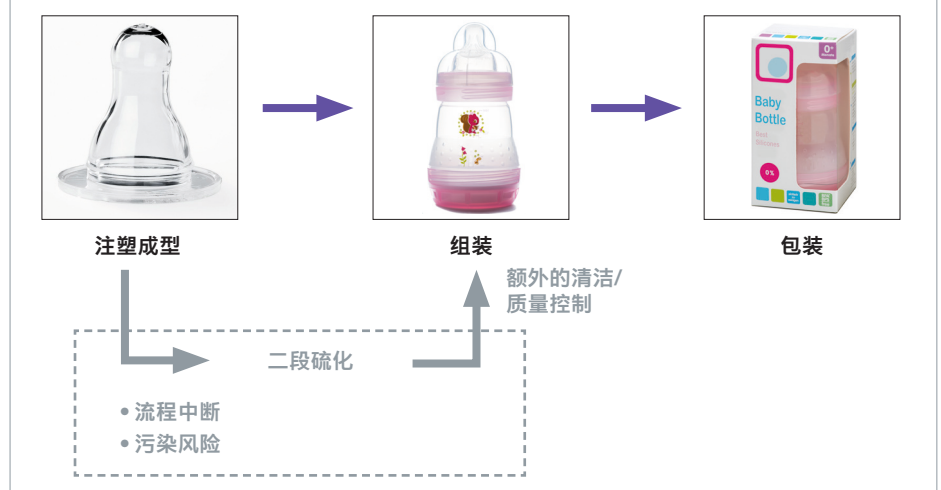 0+
Baby
Bottle
0%
注塑成型
组装
包装
额外的清洁/
质量控制
二段硫化
• 流程中断
• 污染风险